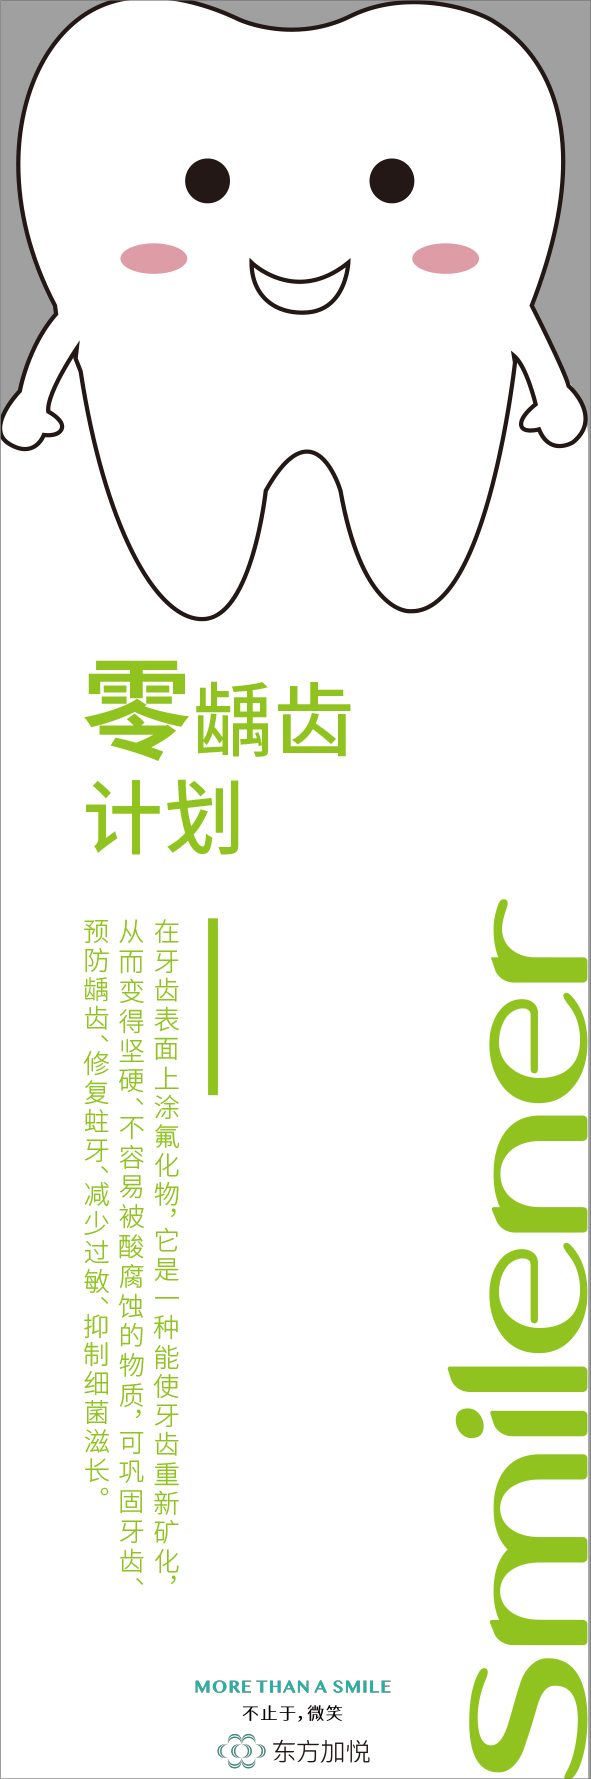 零龋齿
计划
在牙齿表面上涂氟化物，它是一种能使牙齿重新矿化，
从而变得坚硬、不容易被酸腐蚀的物质，可巩固牙齿、
预防龋齿、修复蛀牙、减少过敏、抑制细菌滋长。
smilener
MORE THAN A SMILE
不止于，微笑
东方加悦